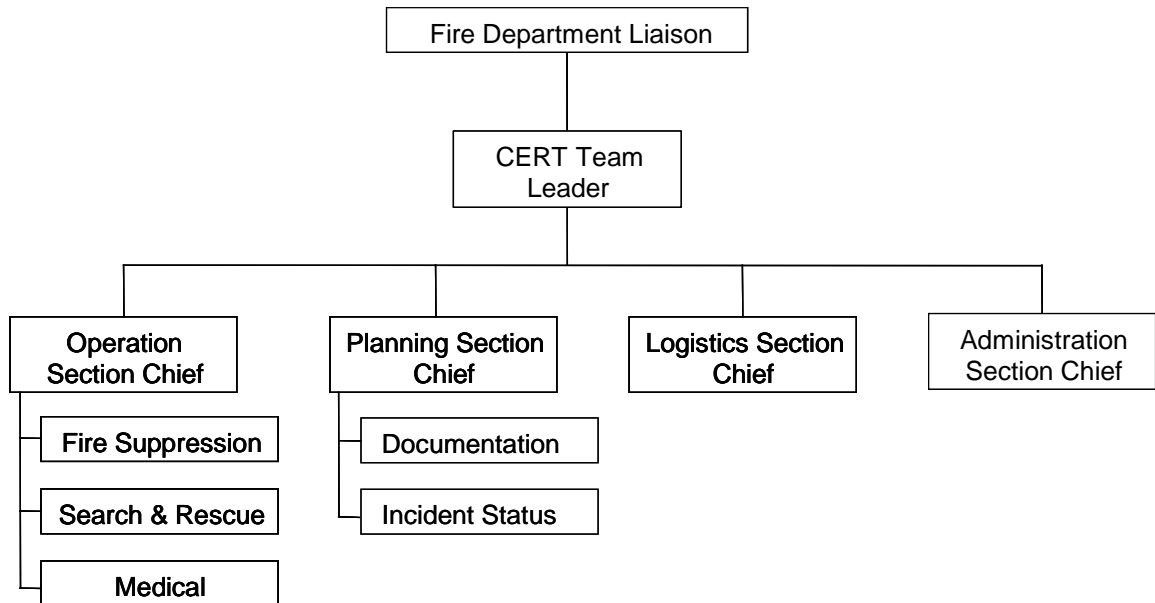 Fire Department Liaison
CERT Team
Leader
Operation
Section Chief
Planning Section
Chief
Logistics Section
Chief
Administration
Section Chief
Fire Suppression
Documentation
Search & Rescue
Incident Status
Medical